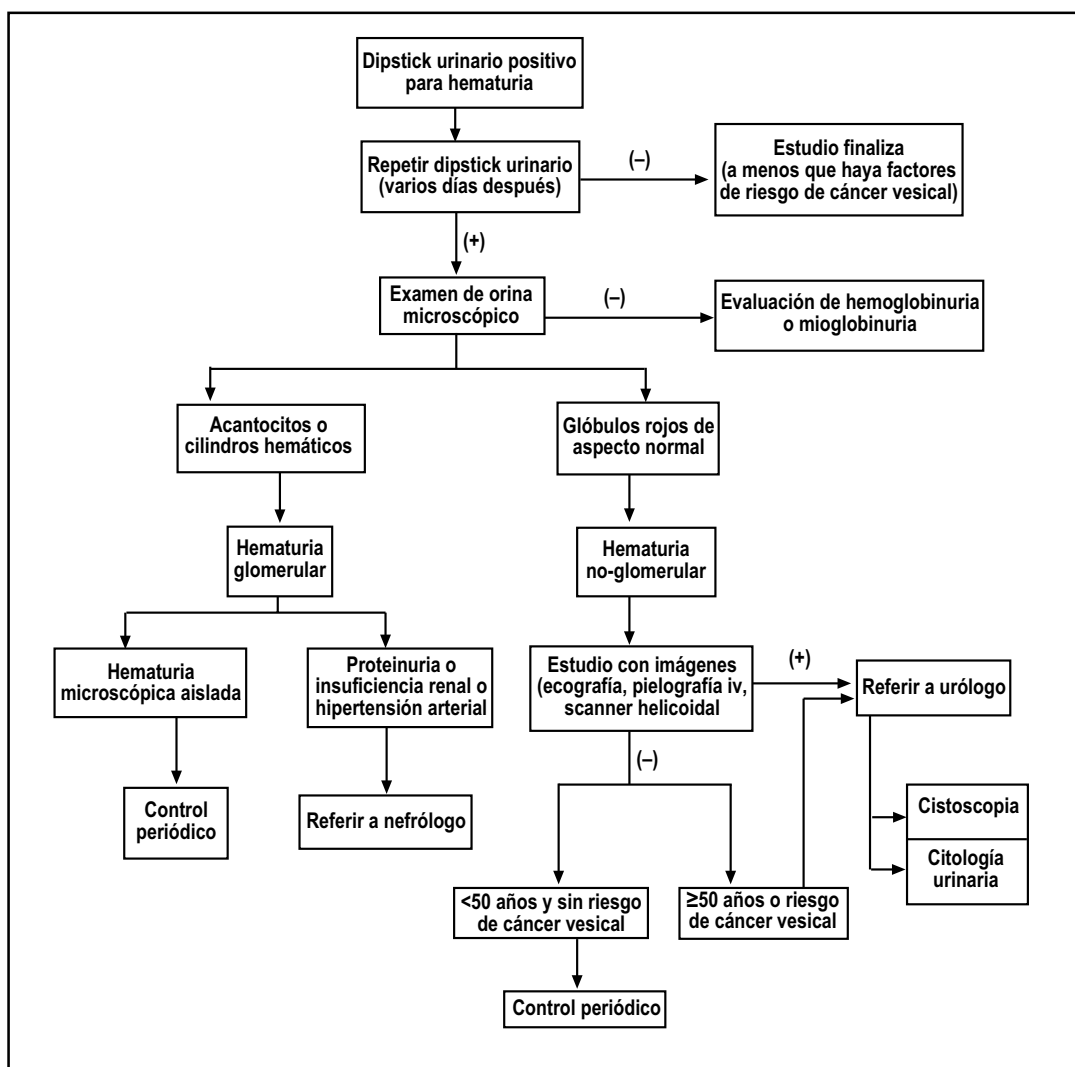 Dipstick urinario positivo
para hematuria
Repetir dipstick urinario
(varios días después)
(–)
Estudio finaliza
(a menos que haya factores
de riesgo de cáncer vesical)
(+)
Examen de orina
microscópico
(–)
Evaluación de hemoglobinuria
o mioglobinuria
Acantocitos o
cilindros hemáticos
Glóbulos rojos de
aspecto normal
Hematuria
glomerular
Hematuria
no-glomerular
Hematuria
microscópica aislada
Proteinuria o
insuficiencia renal o
hipertensión arterial
Estudio con imágenes
(ecografía, pielografía iv,
scanner helicoidal
(+)
Referir a urólogo
(–)
Control
periódico
Referir a nefrólogo
Cistoscopia
Citología
urinaria
<50 años y sin riesgo
de cáncer vesical
≥50 años o riesgo
de cáncer vesical
Control periódico